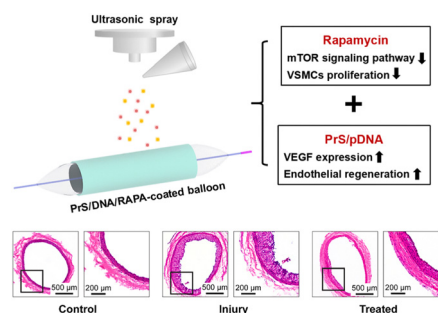 Ultrasonic spray
Rapamycin
mTOR signaling pathway
VSMCs proliferation
PrS/pDNA
VEGF expression
Endothelial regeneration
PrS/DNA/RAPA-coated balloon
500 μm
200 μm
500 μm
200 μm
500 μm
200 μm
Control
Injury
Treated